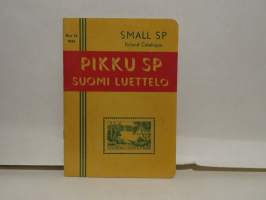 SMALL SP
Finland Catalogue
PIKKU SP
SUOMI LUETTELO